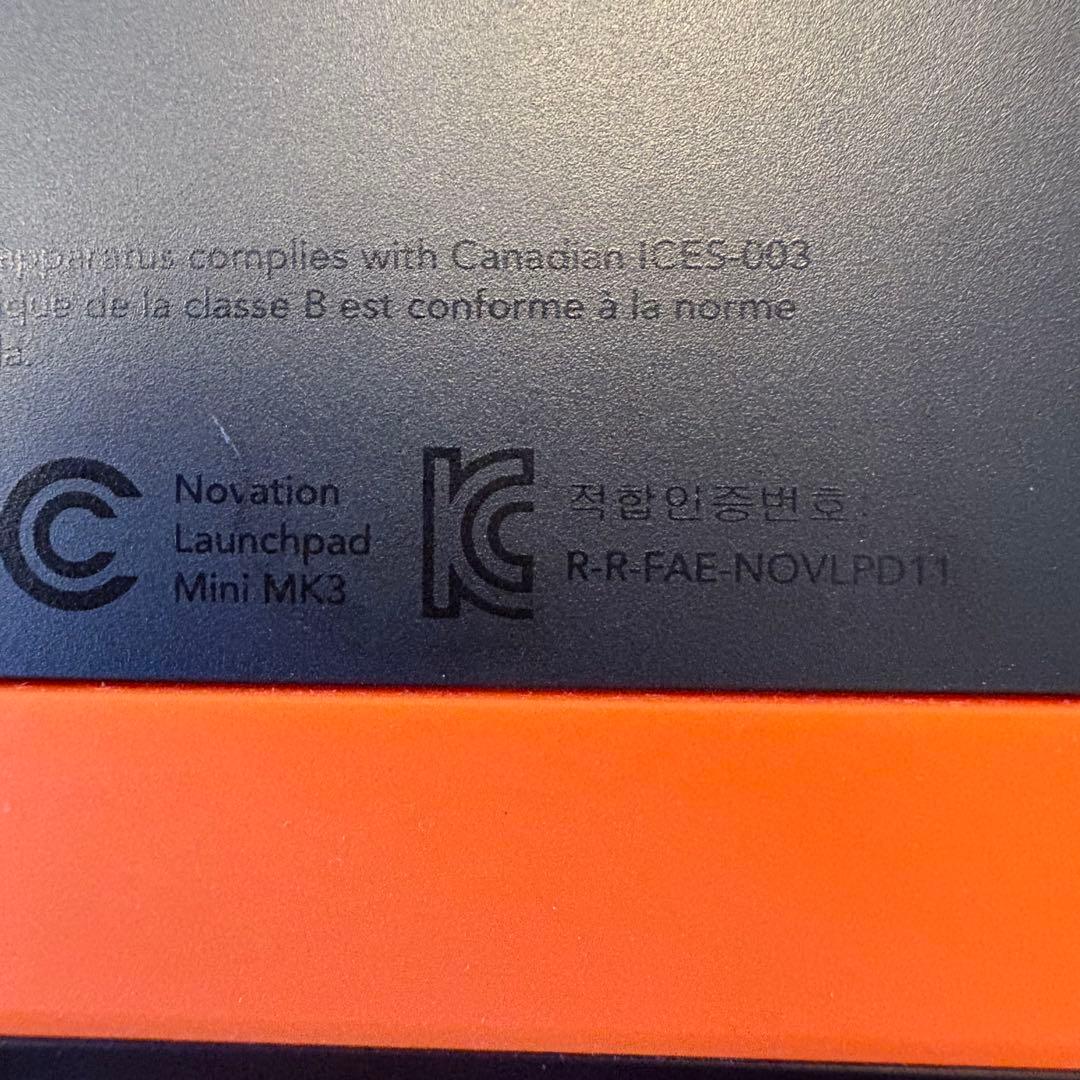 apparatus complies with Canadian ICES-003
que de la classe B est conforme à la norme
Novation
Launchpad
Mini MK3
적합인증번호:
R-R-FAE-NOVLPD11